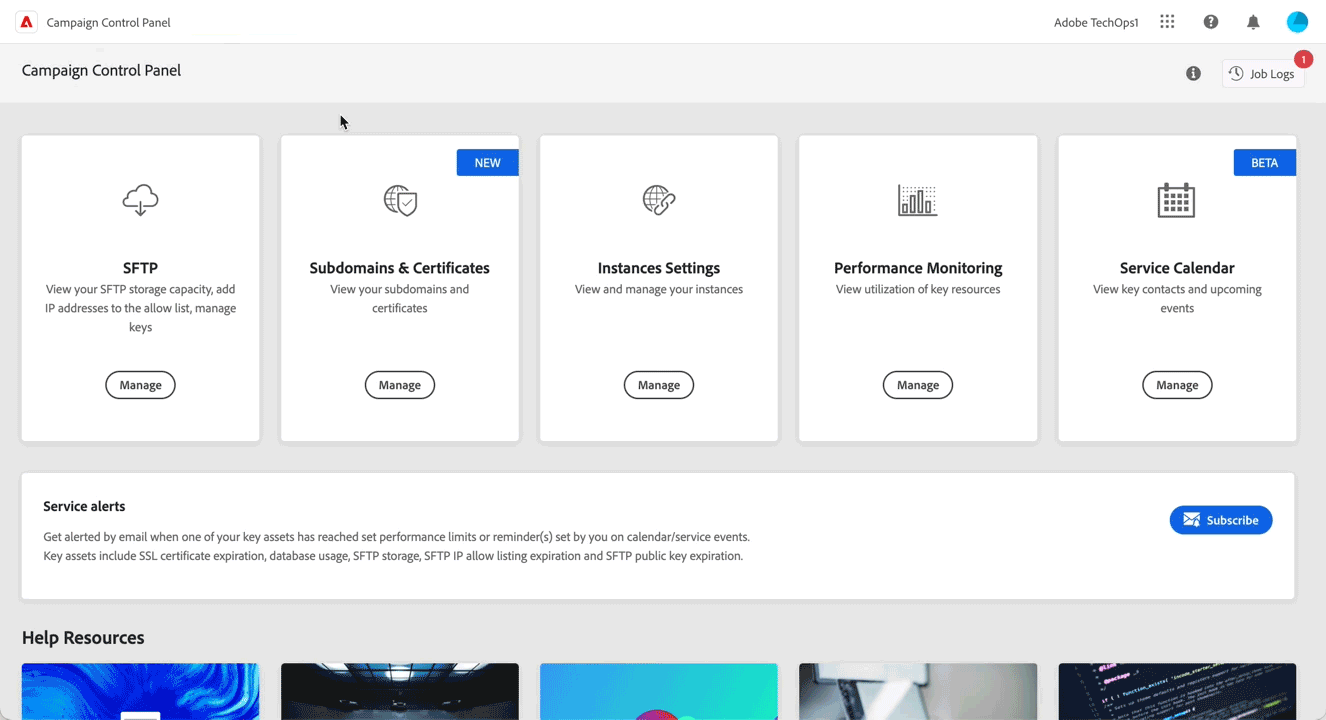 Campaign Control Panel
Adobe TechOps1
Campaign Control Panel
1
Job Logs
NEW
BETA
SFTP
View your SFTP storage capacity, add
IP addresses to the allow list, manage
keys
Manage
Subdomains & Certificates
View your subdomains and
certificates
Manage
Instances Settings
View and manage your instances
Manage
Performance Monitoring
View utilization of key resources
Manage
Service Calendar
View key contacts and upcoming
events
Manage
Service alerts
Get alerted by email when one of your key assets has reached set performance limits or reminder(s) set by you on calendar/service events.
Key assets include SSL certificate expiration, database usage, SFTP storage, SFTP IP allow listing expiration and SFTP public key expiration.
Subscribe
Help Resources